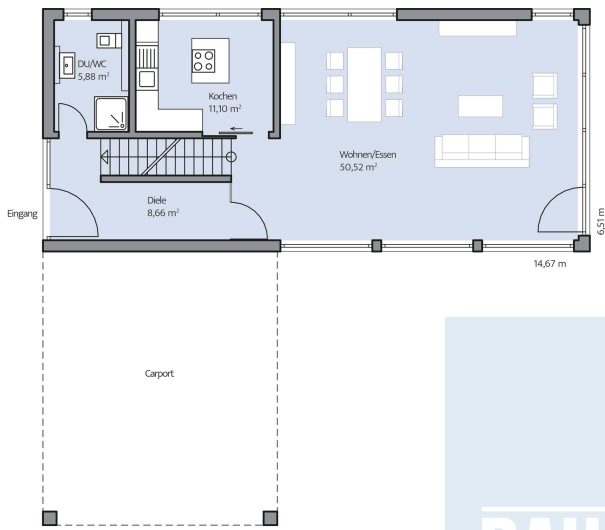 DU/WC
5,88 m²
Kochen
11,10 m²
Wohnen/Essen
50,52 m²
Diele
8,66 m²
Eingang
6,51 m
14,67 m
Carport